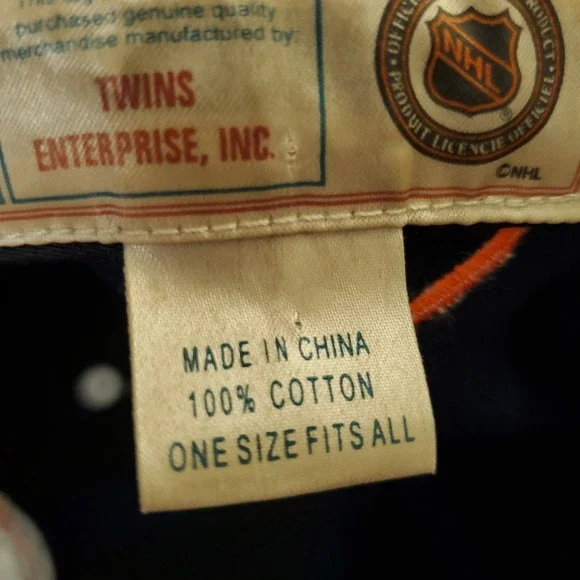 purchased genuine quality
merchandise manufactured by:
TWINS
ENTERPRISE, INC.
NHL
®
PRODUIT LICENCIE OFFICIEL
©NHL
MADE IN CHINA
100% COTTON
ONE SIZE FITS ALL